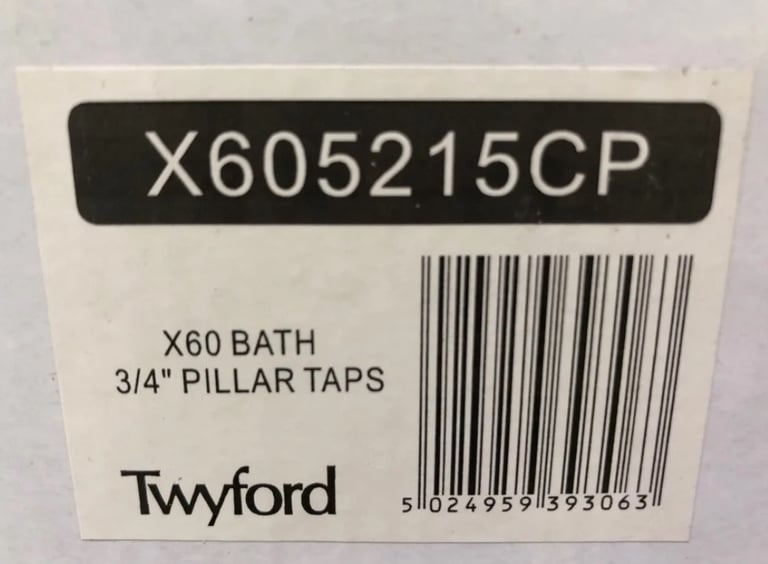 X605215CP
X60 BATH
3/4" PILLAR TAPS
Twyford
5 024959 393063